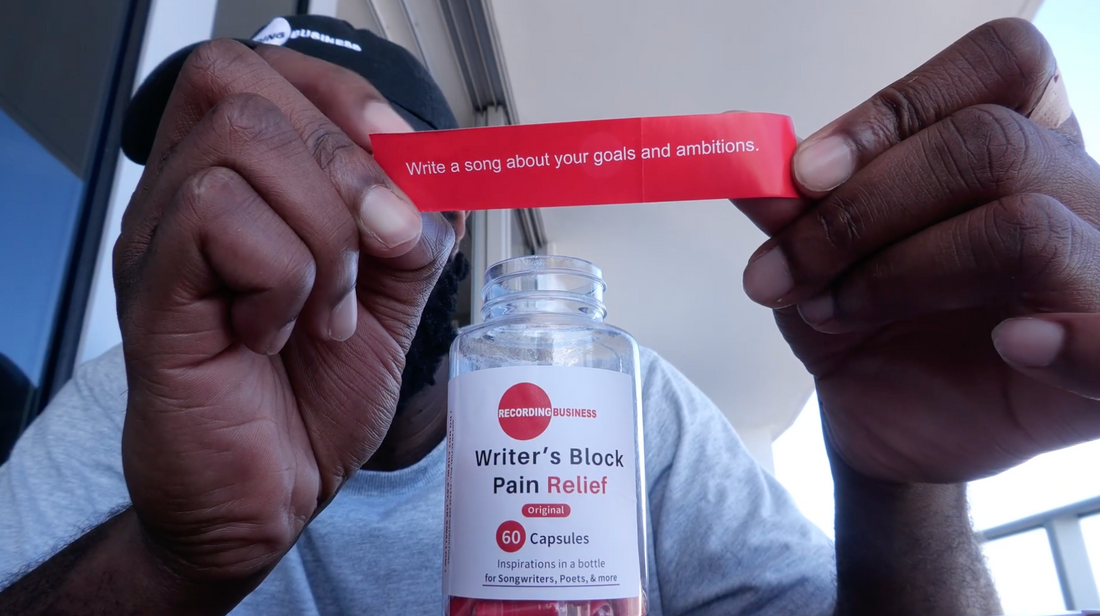 BUSINESS
Write a song about your goals and ambitions.
RECORDINGBUSINESS
Writer's Block
Pain Relief
Original
60 Capsules
Inspirations in a bottle
for Songwriters, Poets, & more